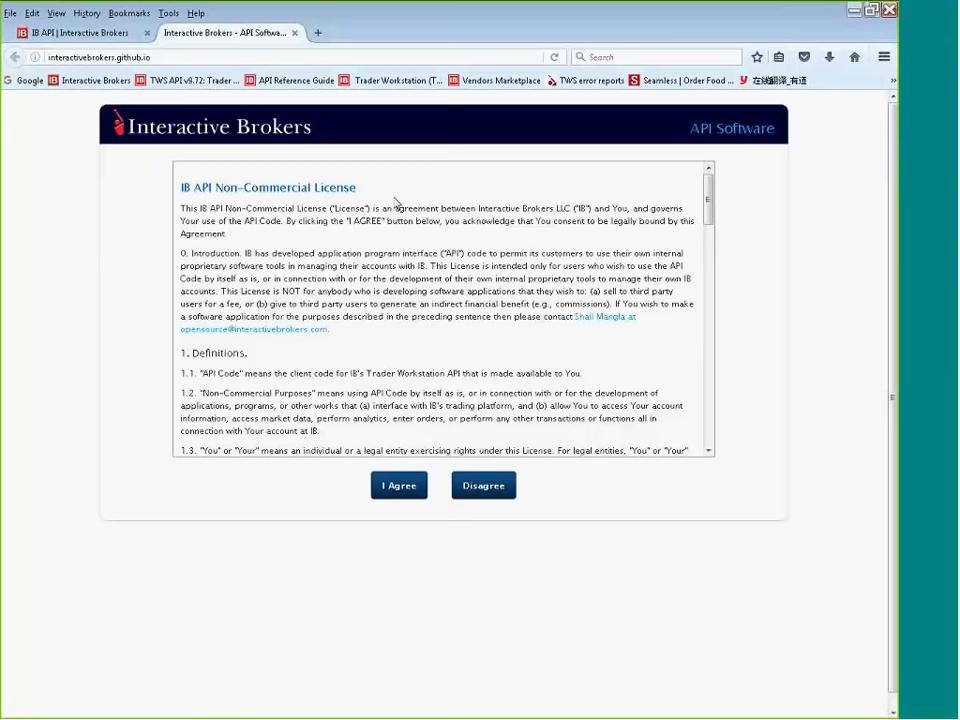 File Edit View History Bookmarks Tools Help
IB API | Interactive Brokers × Interactive Brokers - API Softwa... × +
interactivebrokers.github.io Search
Google Interactive Brokers TWS API v9.72: Trader ... API Reference Guide Trader Workstation (T... Vendors Marketplace TWS error reports Seamless | Order Food ... 在线翻译_有道 »
Interactive Brokers API Software
IB API Non-Commercial License
This IB API Non-Commercial License ("License") is an agreement between Interactive Brokers LLC ("IB") and You, and governs
Your use of the API Code. By clicking the "I AGREE" button below, you acknowledge that You consent to be legally bound by this
Agreement
0. Introduction. IB has developed application program interface ("API") code to permit its customers to use their own internal
proprietary software tools in managing their accounts with IB. This License is intended only for users who wish to use the API
Code by itself as is, or in connection with or for the development of their own internal proprietary tools to manage their own IB
accounts. This License is NOT for anybody who is developing software applications that they wish to: (a) sell to third party
users for a fee, or (b) give to third party users to generate an indirect financial benefit (e.g., commissions). If You wish to make
a software application for the purposes described in the preceding sentence then please contact Shail Mangla at
opensource@interactivebrokers.com.
1. Definitions.
1.1. "API Code" means the client code for IB's Trader Workstation API that is made available to You.
1.2. "Non-Commercial Purposes" means using API Code by itself as is, or in connection with or for the development of
applications, programs, or other works that (a) interface with IB's trading platform, and (b) allow You to access Your account
information, access market data, perform analytics, enter orders, or perform any other transactions or functions all in
connection with Your account at IB.
1.3. "You" or "Your" means an individual or a legal entity exercising rights under this License. For legal entities, "You" or "Your"
I Agree Disagree